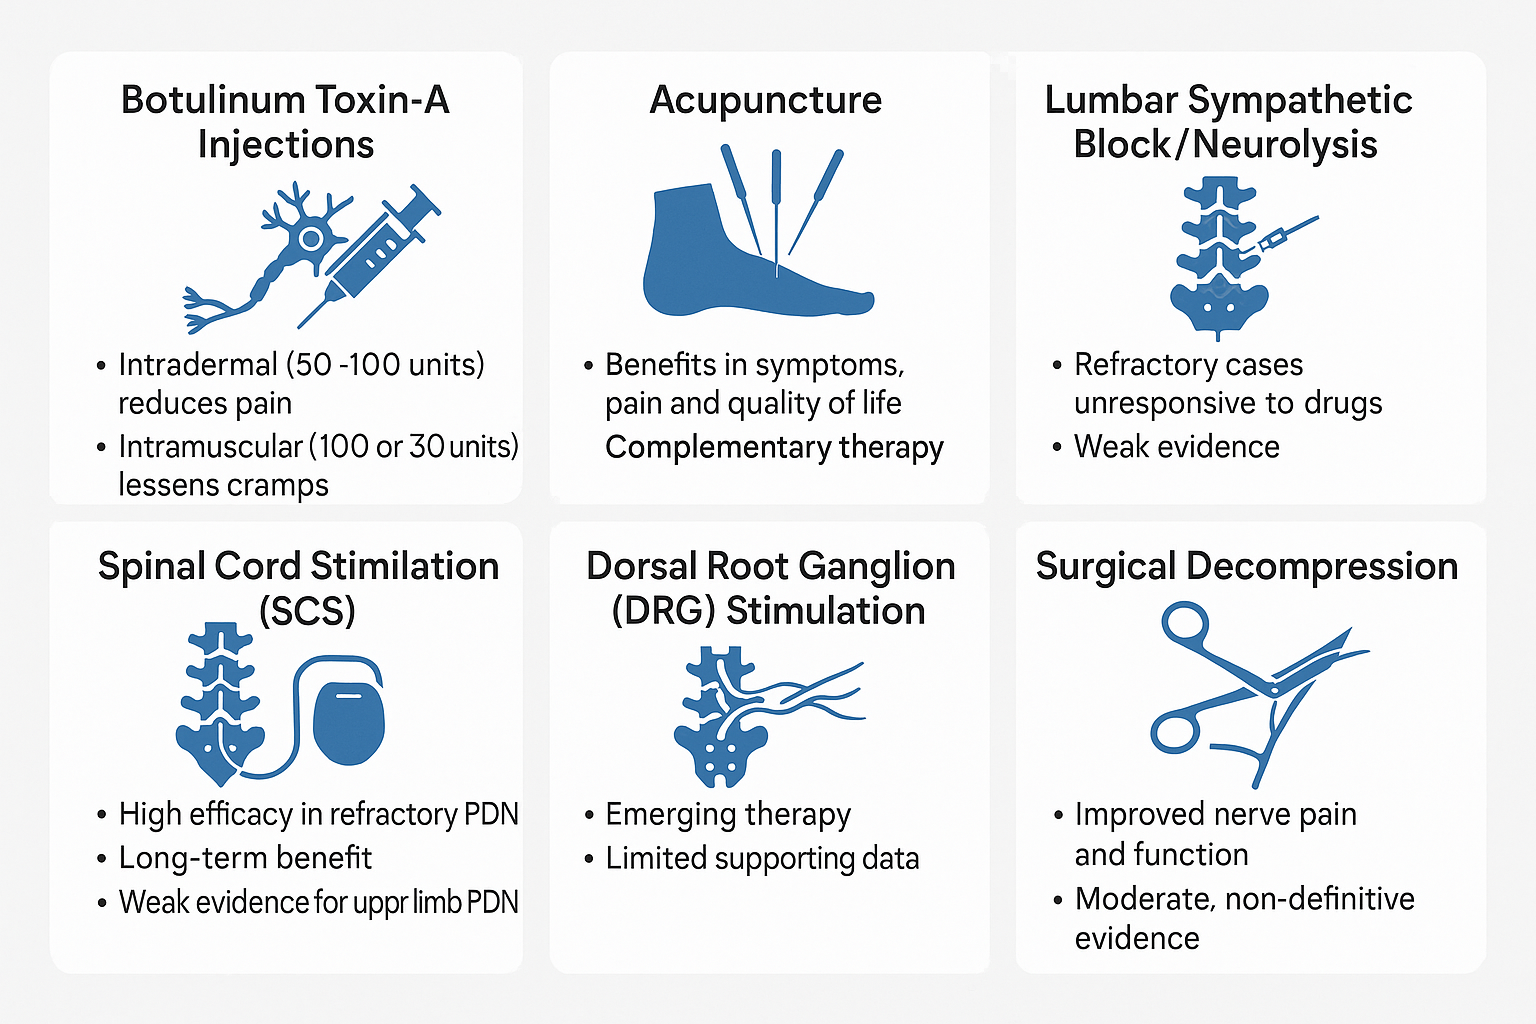 Botulinum Toxin-A
Injections
• Intradermal (50 -100 units)
reduces pain
• Intramuscular (100 or 30 units)
lessens cramps
Acupuncture
• Benefits in symptoms,
pain and quality of life
Complementary therapy
Lumbar Sympathetic
Block/Neurolysis
• Refractory cases
unresponsive to drugs
• Weak evidence
Spinal Cord Stimilation
(SCS)
• High efficacy in refractory PDN
• Long-term benefit
• Weak evidence for uppr limb PDN
Dorsal Root Ganglion
(DRG) Stimulation
• Emerging therapy
• Limited supporting data
Surgical Decompression
• Improved nerve pain
and function
• Moderate, non-definitive
evidence